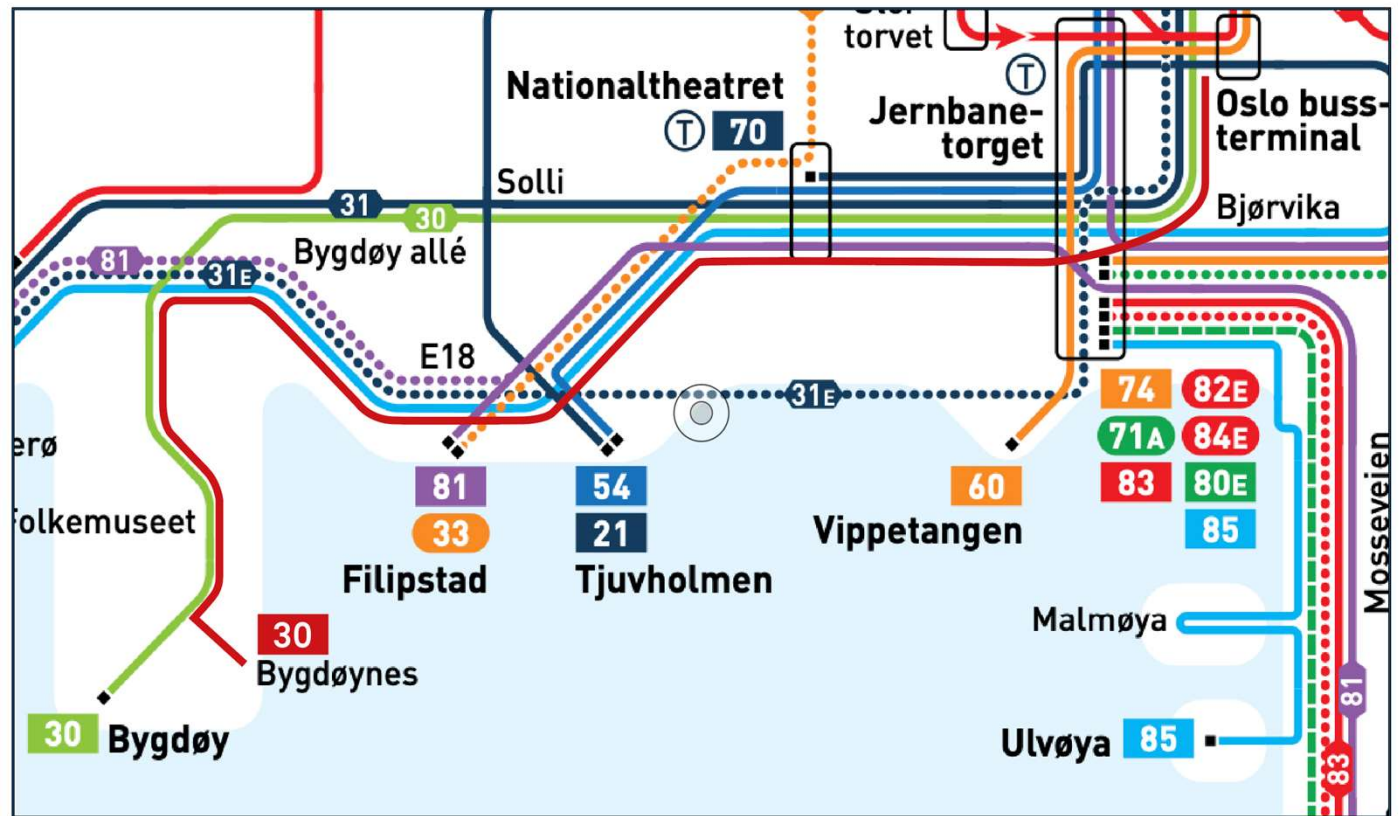 torvet
Nationaltheatret
T 70
T
Jernbane-
torget
Oslo buss-
terminal
Solli
31
30
Bygdøy allé
Bjørvika
81
31E
E18
31E
erø
Folkemuseet
81
33
Filipstad
54
21
Tjuvholmen
60
Vippetangen
74 82E
71A 84E
83 80E
85
Mosseveien
Malmøya
30
Bygdøynes
30 Bygdøy
Ulvøya 85
81
83